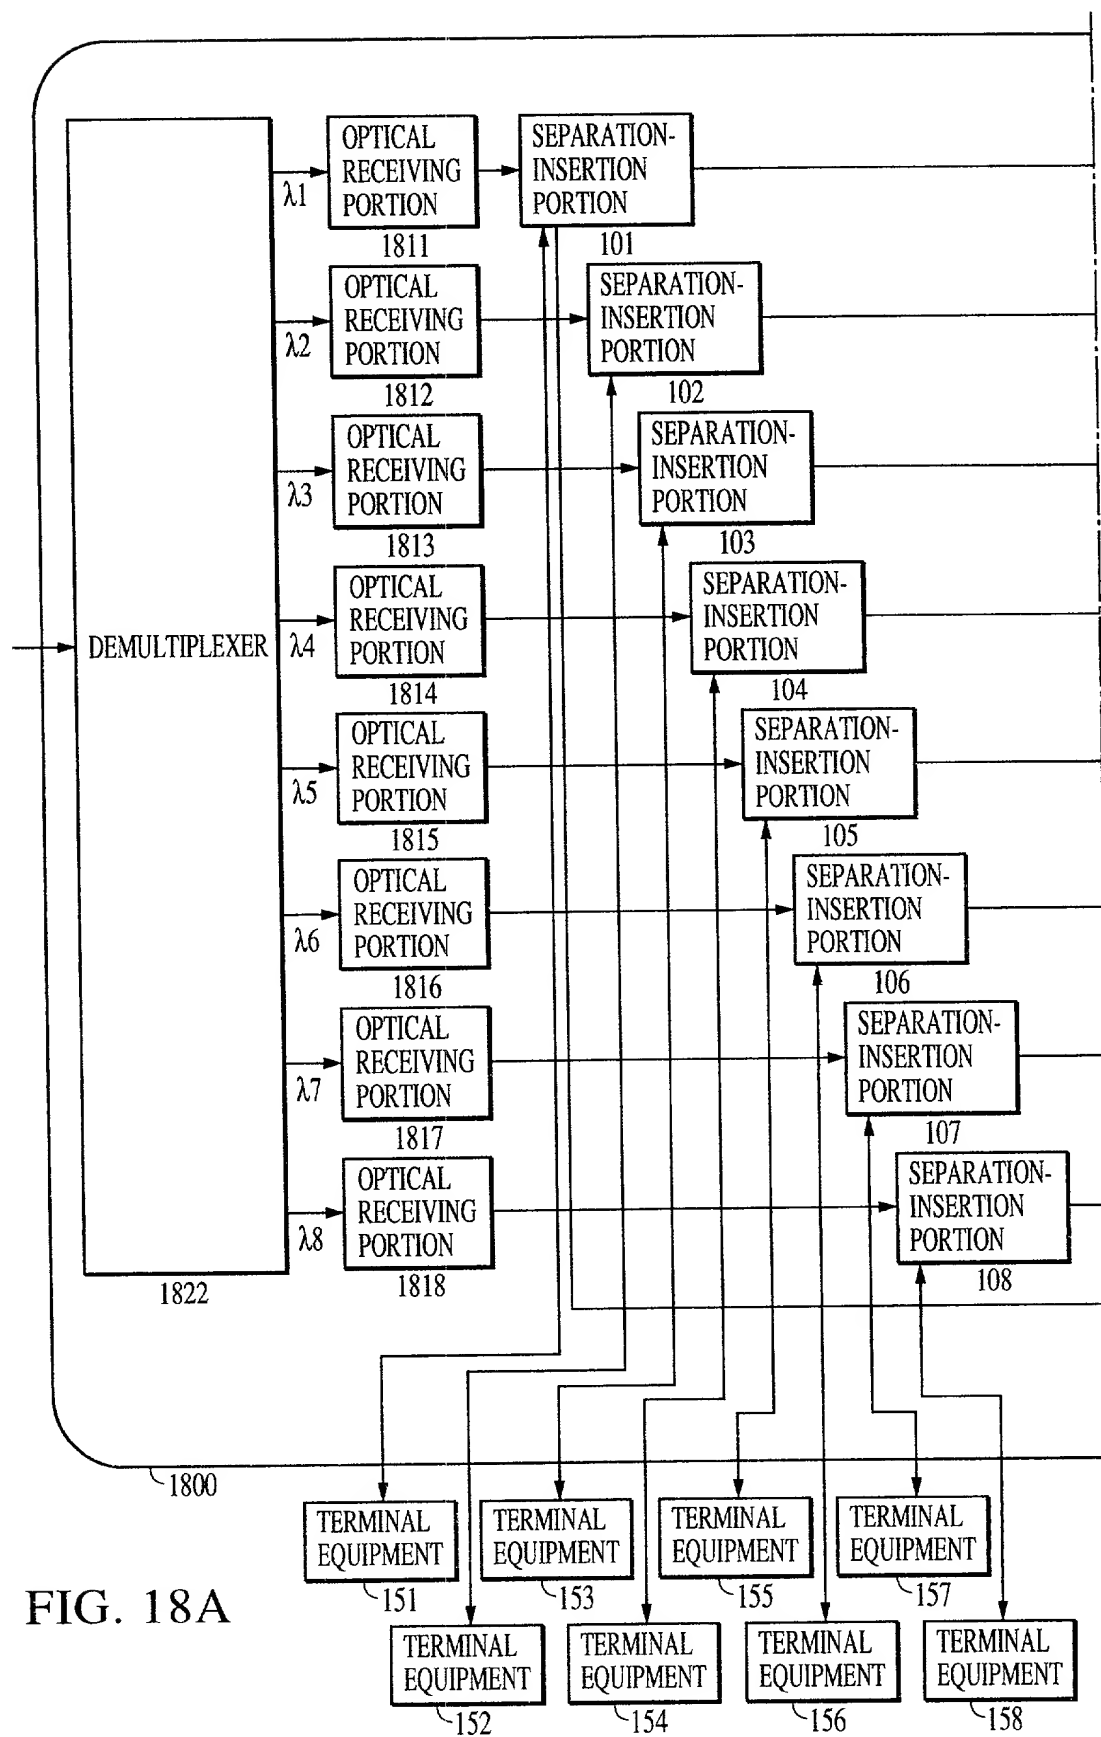 OPTICAL
RECEIVING
PORTION
1811
λ1
SEPARATION-
INSERTION
PORTION
101
OPTICAL
RECEIVING
PORTION
1812
λ2
SEPARATION-
INSERTION
PORTION
102
OPTICAL
RECEIVING
PORTION
1813
λ3
SEPARATION-
INSERTION
PORTION
103
OPTICAL
RECEIVING
PORTION
1814
λ4
SEPARATION-
INSERTION
PORTION
104
DEMULTIPLEXER
OPTICAL
RECEIVING
PORTION
1815
λ5
SEPARATION-
INSERTION
PORTION
105
OPTICAL
RECEIVING
PORTION
1816
λ6
SEPARATION-
INSERTION
PORTION
106
OPTICAL
RECEIVING
PORTION
1817
λ7
SEPARATION-
INSERTION
PORTION
107
OPTICAL
RECEIVING
PORTION
1818
λ8
SEPARATION-
INSERTION
PORTION
108
1822
1800
TERMINAL
EQUIPMENT
151
TERMINAL
EQUIPMENT
153
TERMINAL
EQUIPMENT
155
TERMINAL
EQUIPMENT
157
FIG. 18A
TERMINAL
EQUIPMENT
152
TERMINAL
EQUIPMENT
154
TERMINAL
EQUIPMENT
156
TERMINAL
EQUIPMENT
158